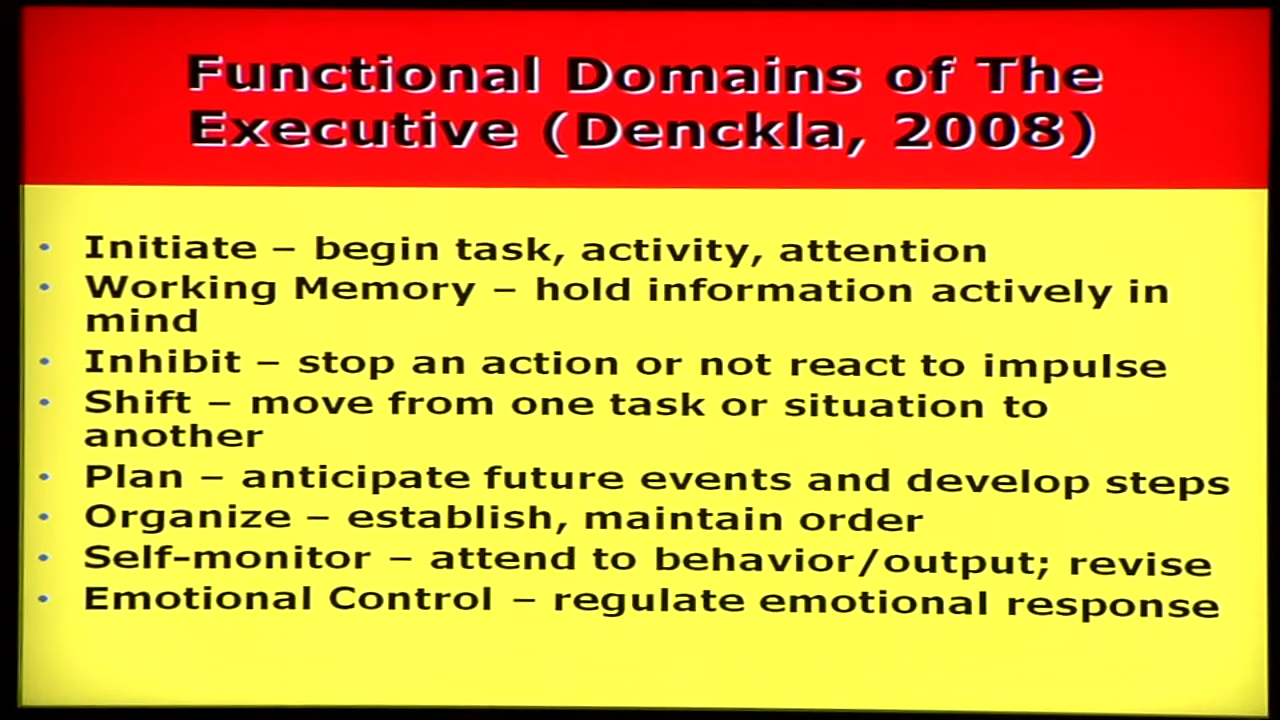 Functional Domains of The
Executive (Denckla, 2008)
• Initiate – begin task, activity, attention
• Working Memory – hold information actively in
mind
• Inhibit – stop an action or not react to impulse
• Shift – move from one task or situation to
another
• Plan – anticipate future events and develop steps
• Organize – establish, maintain order
• Self-monitor – attend to behavior/output; revise
• Emotional Control – regulate emotional response